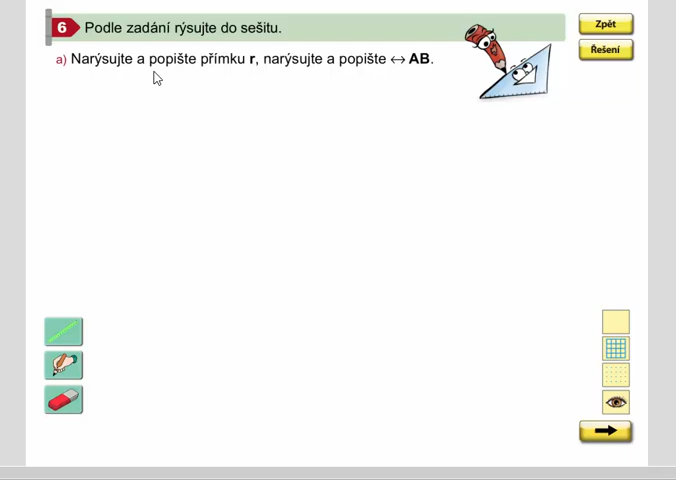 6 Podle zadání rýsujte do sešitu.
Zpět
Řešení
a) Narýsujte a popište přímku r, narýsujte a popište ↔ AB.